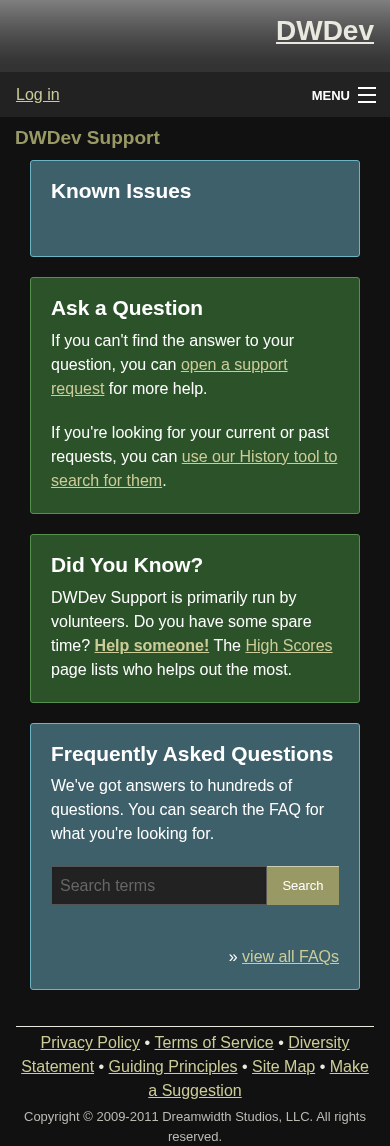 DWDev
Log in
MENU
DWDev Support
Known Issues
Ask a Question
If you can't find the answer to your
question, you can open a support
request for more help.
If you're looking for your current or past
requests, you can use our History tool to
search for them.
Did You Know?
DWDev Support is primarily run by
volunteers. Do you have some spare
time? Help someone! The High Scores
page lists who helps out the most.
Frequently Asked Questions
We've got answers to hundreds of
questions. You can search the FAQ for
what you're looking for.
Search terms
Search
» view all FAQs
Privacy Policy • Terms of Service • Diversity
Statement • Guiding Principles • Site Map • Make
a Suggestion
Copyright © 2009-2011 Dreamwidth Studios, LLC. All rights
reserved.